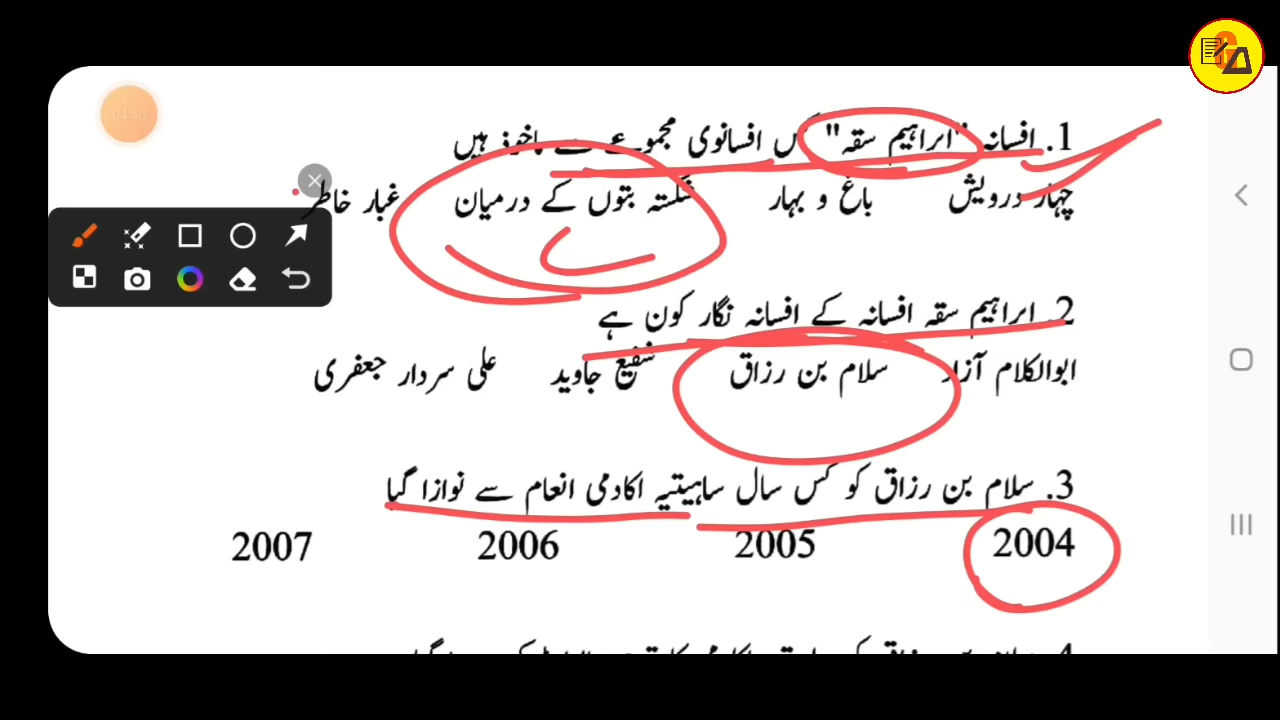 1. افسانہ "ابراہیم سقہ" کس افسانوی مجموعے سے ماخوذ ہیں
چہار درویش باغ و بہار شکستہ بتوں کے درمیان غبار خاطر
2. ابراہیم سقہ افسانہ کے افسانہ نگار کون ہے
ابوالکلام آزاد سلام بن رزاق شفیع جاوید علی سردار جعفری
3. سلام بن رزاق کو کس سال ساہیتیہ اکادمی انعام سے نوازا گیا
2004 2005 2006 2007